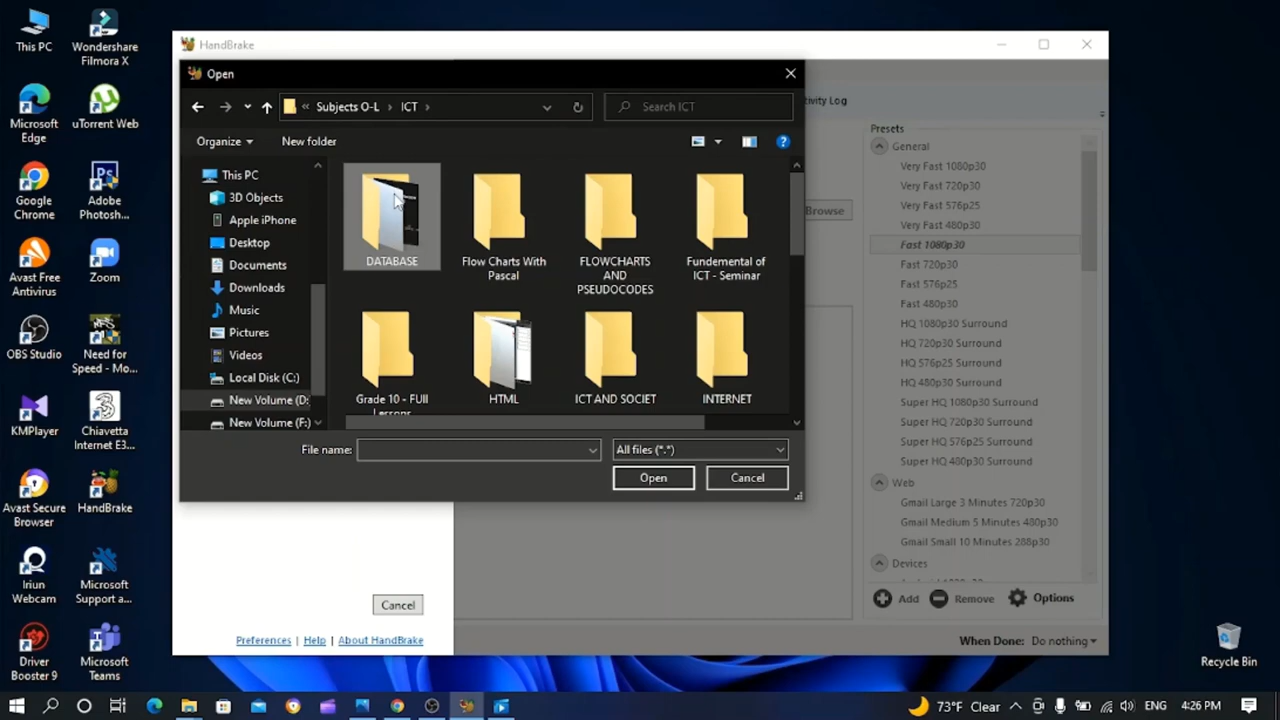 This PC
Wondershare
Filmora X
Microsoft
Edge
uTorrent Web
Google
Chrome
Adobe
Photosh...
Avast Free
Antivirus
Zoom
OBS Studio
Need for
Speed - Mo...
KMPlayer
Chiavetta
Internet E3...
Avast Secure
Browser
HandBrake
Iriun
Webcam
Microsoft
Support a...
Driver
Booster 9
Microsoft
Teams
Recycle Bin
HandBrake
Open
« Subjects O-L › ICT ›
Search ICT
Organize
New folder
This PC
3D Objects
Apple iPhone
Desktop
Documents
Downloads
Music
Pictures
Videos
Local Disk (C:)
New Volume (D:
New Volume (F:)
DATABASE
Flow Charts With
Pascal
FLOWCHARTS
AND
PSEUDOCODES
Fundemental of
ICT - Seminar
Grade 10 - FUll
Lessons
HTML
ICT AND SOCIET
INTERNET
File name:
All files (*.*)
Open
Cancel
tivity Log
Browse
Presets
General
Very Fast 1080p30
Very Fast 720p30
Very Fast 576p25
Very Fast 480p30
Fast 1080p30
Fast 720p30
Fast 576p25
Fast 480p30
HQ 1080p30 Surround
HQ 720p30 Surround
HQ 576p25 Surround
HQ 480p30 Surround
Super HQ 1080p30 Surround
Super HQ 720p30 Surround
Super HQ 576p25 Surround
Super HQ 480p30 Surround
Web
Gmail Large 3 Minutes 720p30
Gmail Medium 5 Minutes 480p30
Gmail Small 10 Minutes 288p30
Devices
Add
Remove
Options
Cancel
Preferences | Help | About HandBrake
When Done: Do nothing
73°F Clear
ENG
4:26 PM